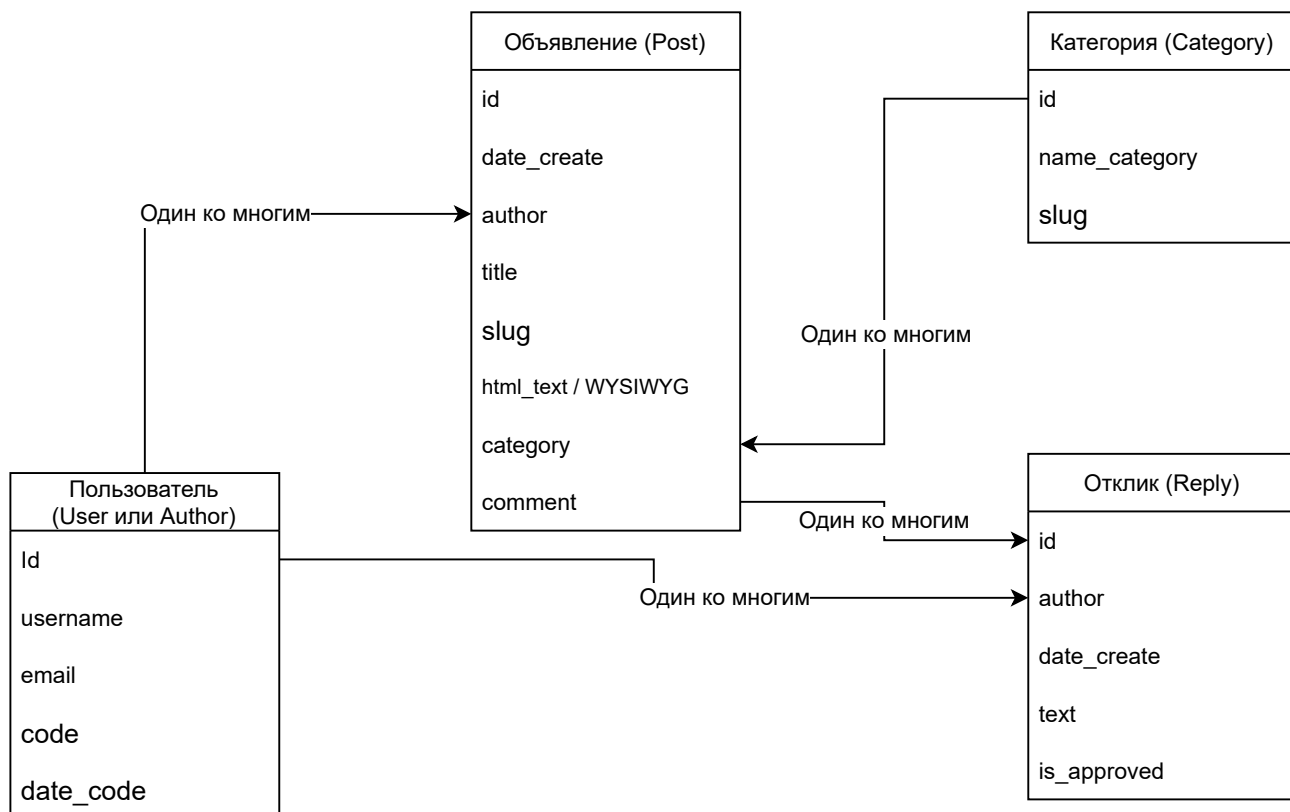 Объявление (Post)
id
date_create
author
title
slug
html_text / WYSIWYG
category
comment
Категория (Category)
id
name_category
slug
Один ко многим
Один ко многим
Пользователь
(User или Author)
Id
username
email
code
date_code
Один ко многим
Один ко многим
Отклик (Reply)
id
author
date_create
text
is_approved